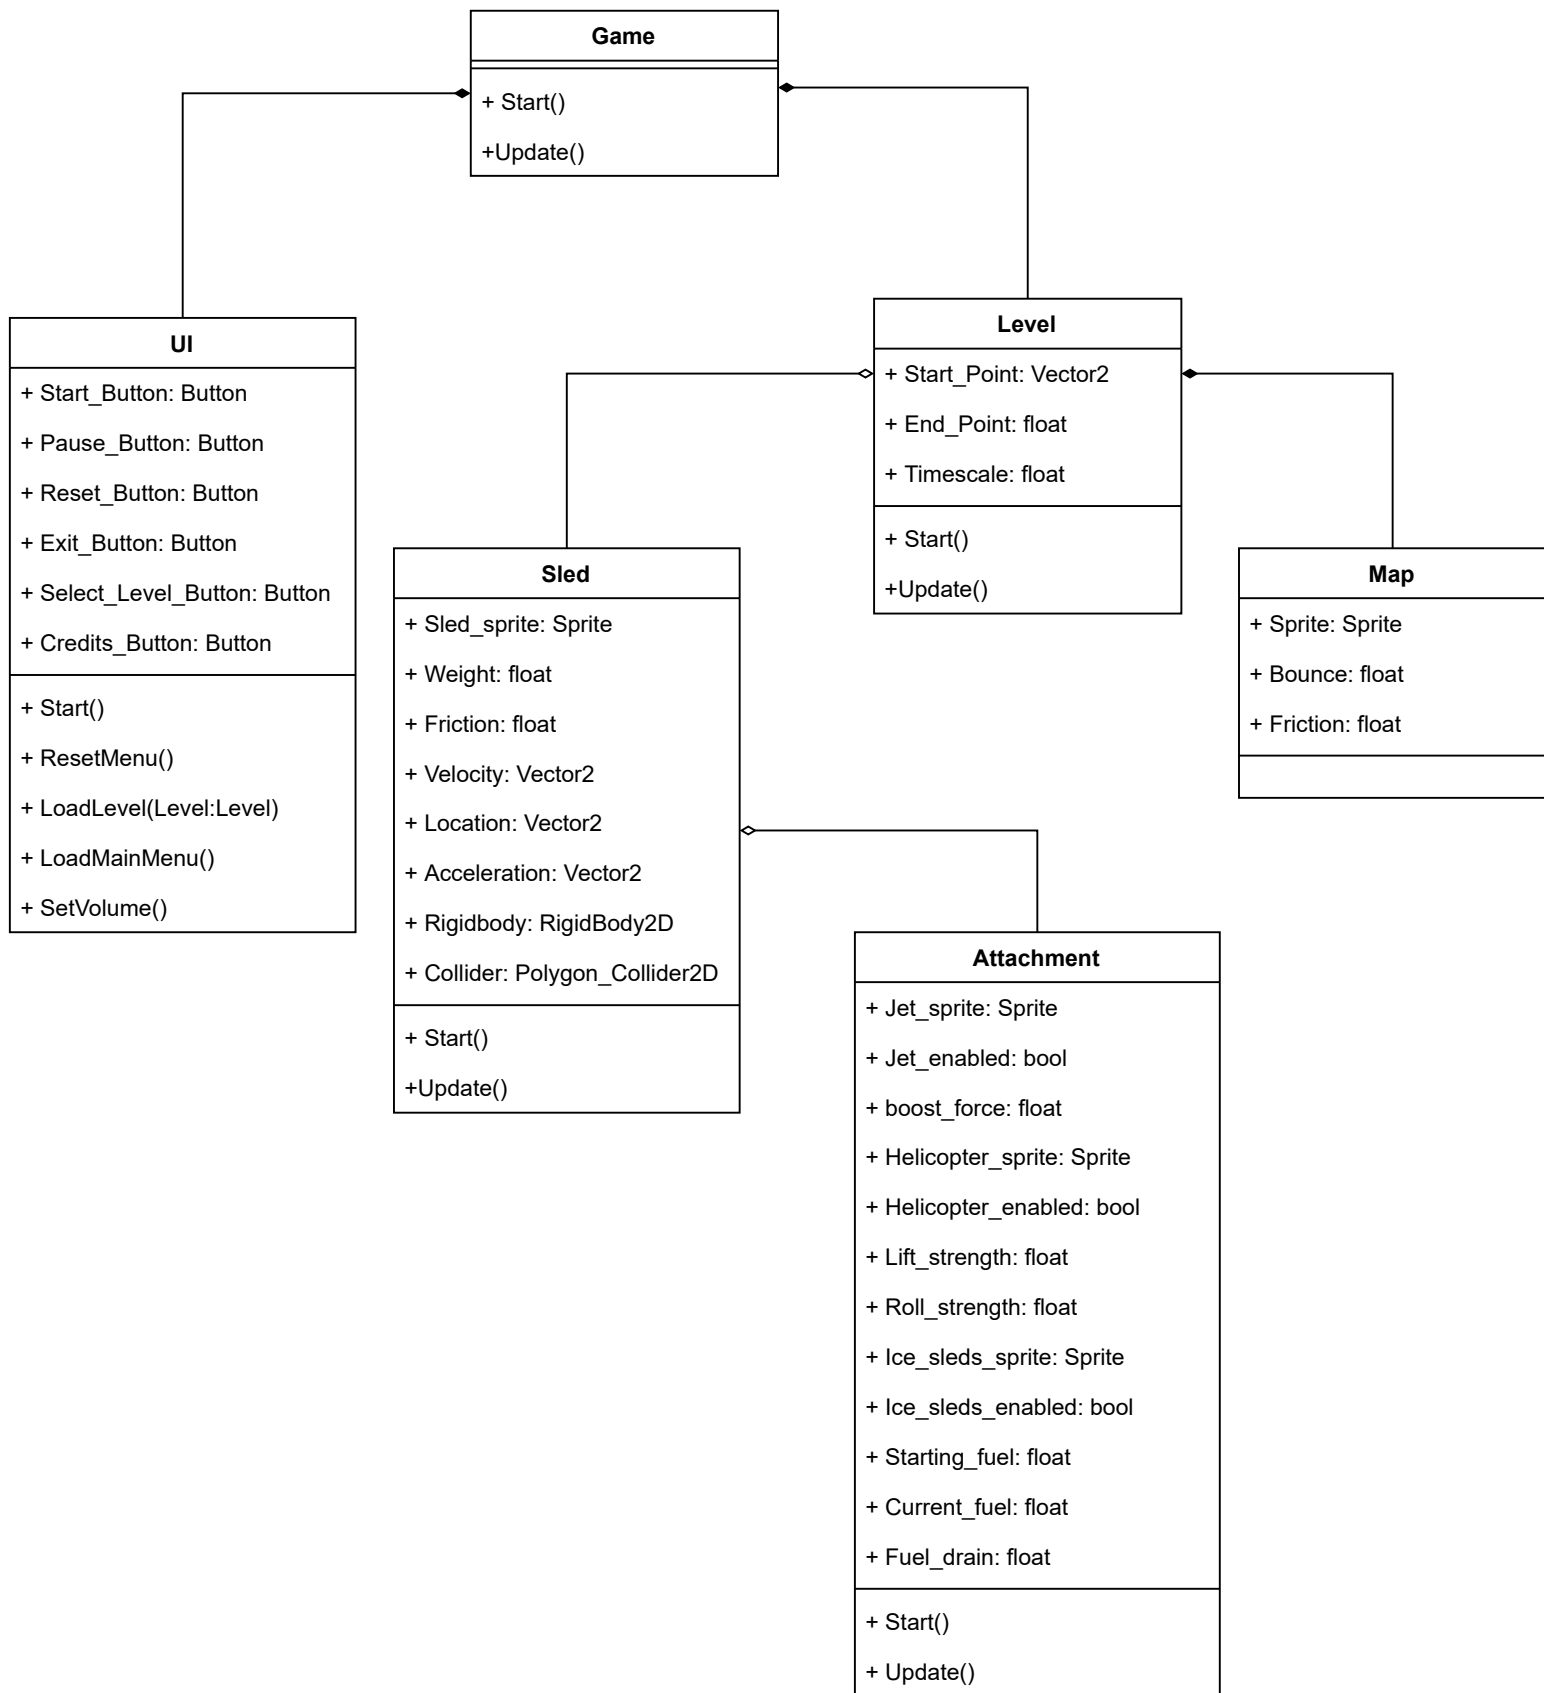 Game
+ Start()
+Update()
UI
+ Start_Button: Button
+ Pause_Button: Button
+ Reset_Button: Button
+ Exit_Button: Button
+ Select_Level_Button: Button
+ Credits_Button: Button
+ Start()
+ ResetMenu()
+ LoadLevel(Level:Level)
+ LoadMainMenu()
+ SetVolume()
Level
+ Start_Point: Vector2
+ End_Point: float
+ Timescale: float
+ Start()
+Update()
Sled
+ Sled_sprite: Sprite
+ Weight: float
+ Friction: float
+ Velocity: Vector2
+ Location: Vector2
+ Acceleration: Vector2
+ Rigidbody: RigidBody2D
+ Collider: Polygon_Collider2D
+ Start()
+Update()
Map
+ Sprite: Sprite
+ Bounce: float
+ Friction: float
Attachment
+ Jet_sprite: Sprite
+ Jet_enabled: bool
+ boost_force: float
+ Helicopter_sprite: Sprite
+ Helicopter_enabled: bool
+ Lift_strength: float
+ Roll_strength: float
+ Ice_sleds_sprite: Sprite
+ Ice_sleds_enabled: bool
+ Starting_fuel: float
+ Current_fuel: float
+ Fuel_drain: float
+ Start()
+ Update()